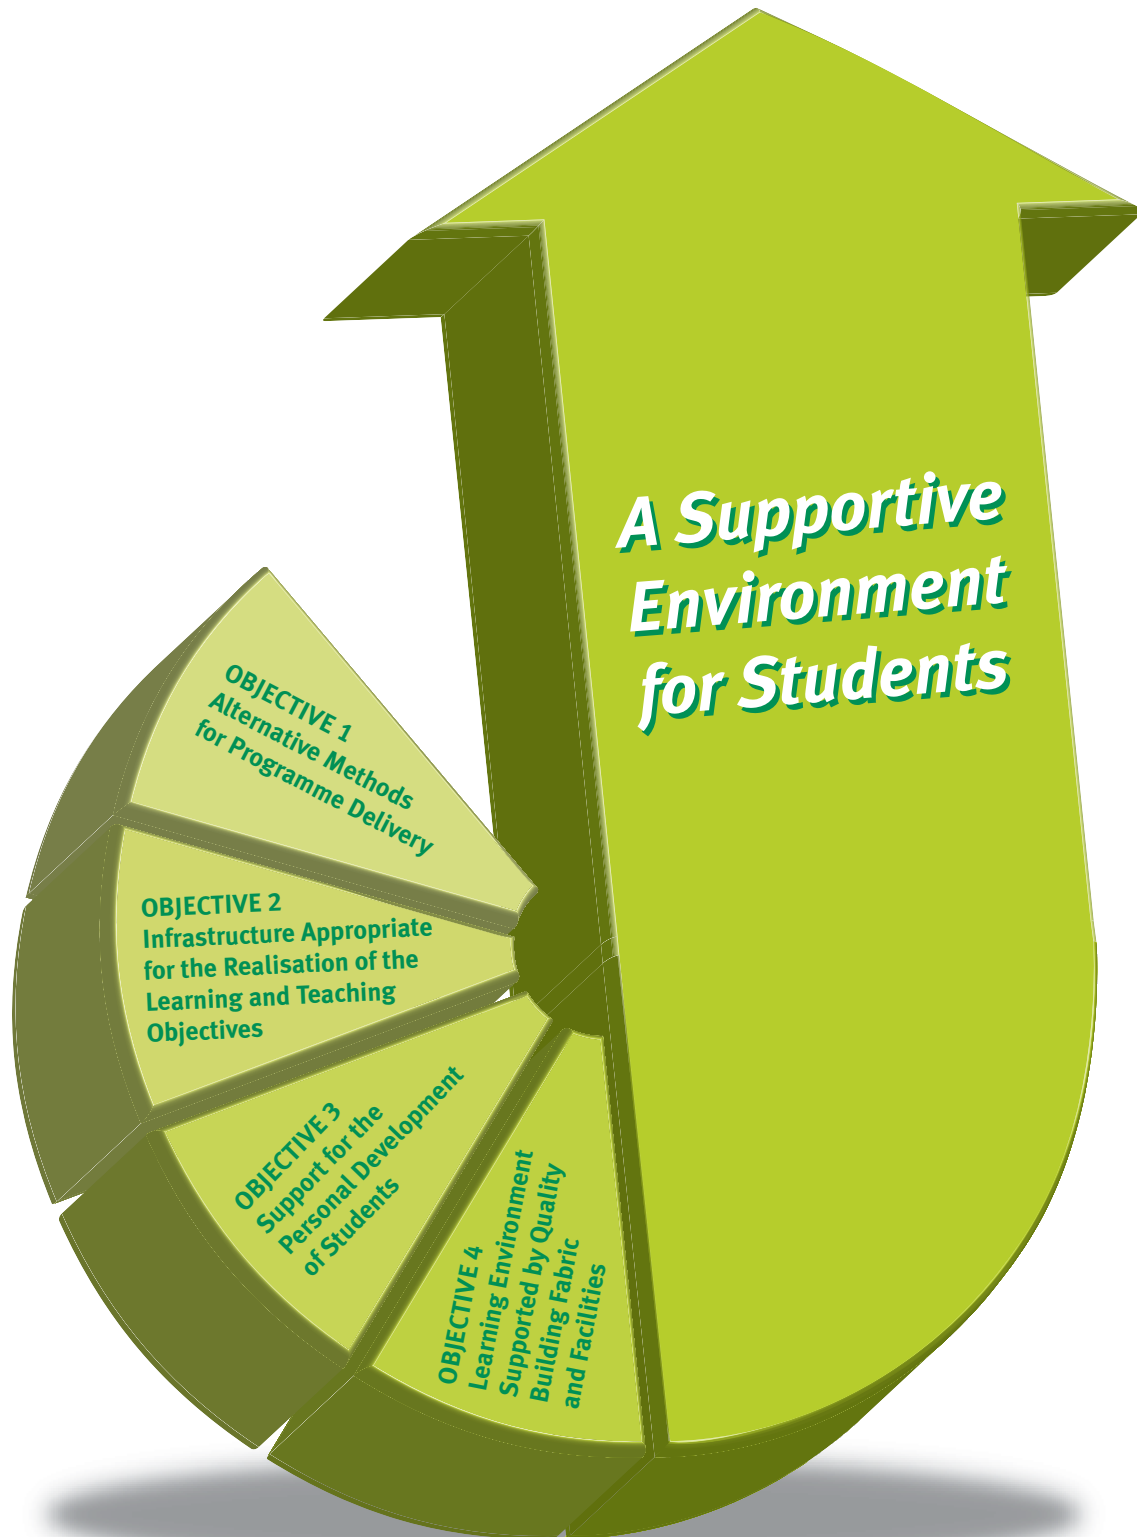 A Supportive
Environment
for Students
OBJECTIVE 1
Alternative Methods
for Programme Delivery
OBJECTIVE 2
Infrastructure Appropriate
for the Realisation of the
Learning and Teaching
Objectives
OBJECTIVE 3
Support for the
Personal Development
of Students
OBJECTIVE 4
Learning Environment
Supported by Quality
Building Fabric
and Facilities